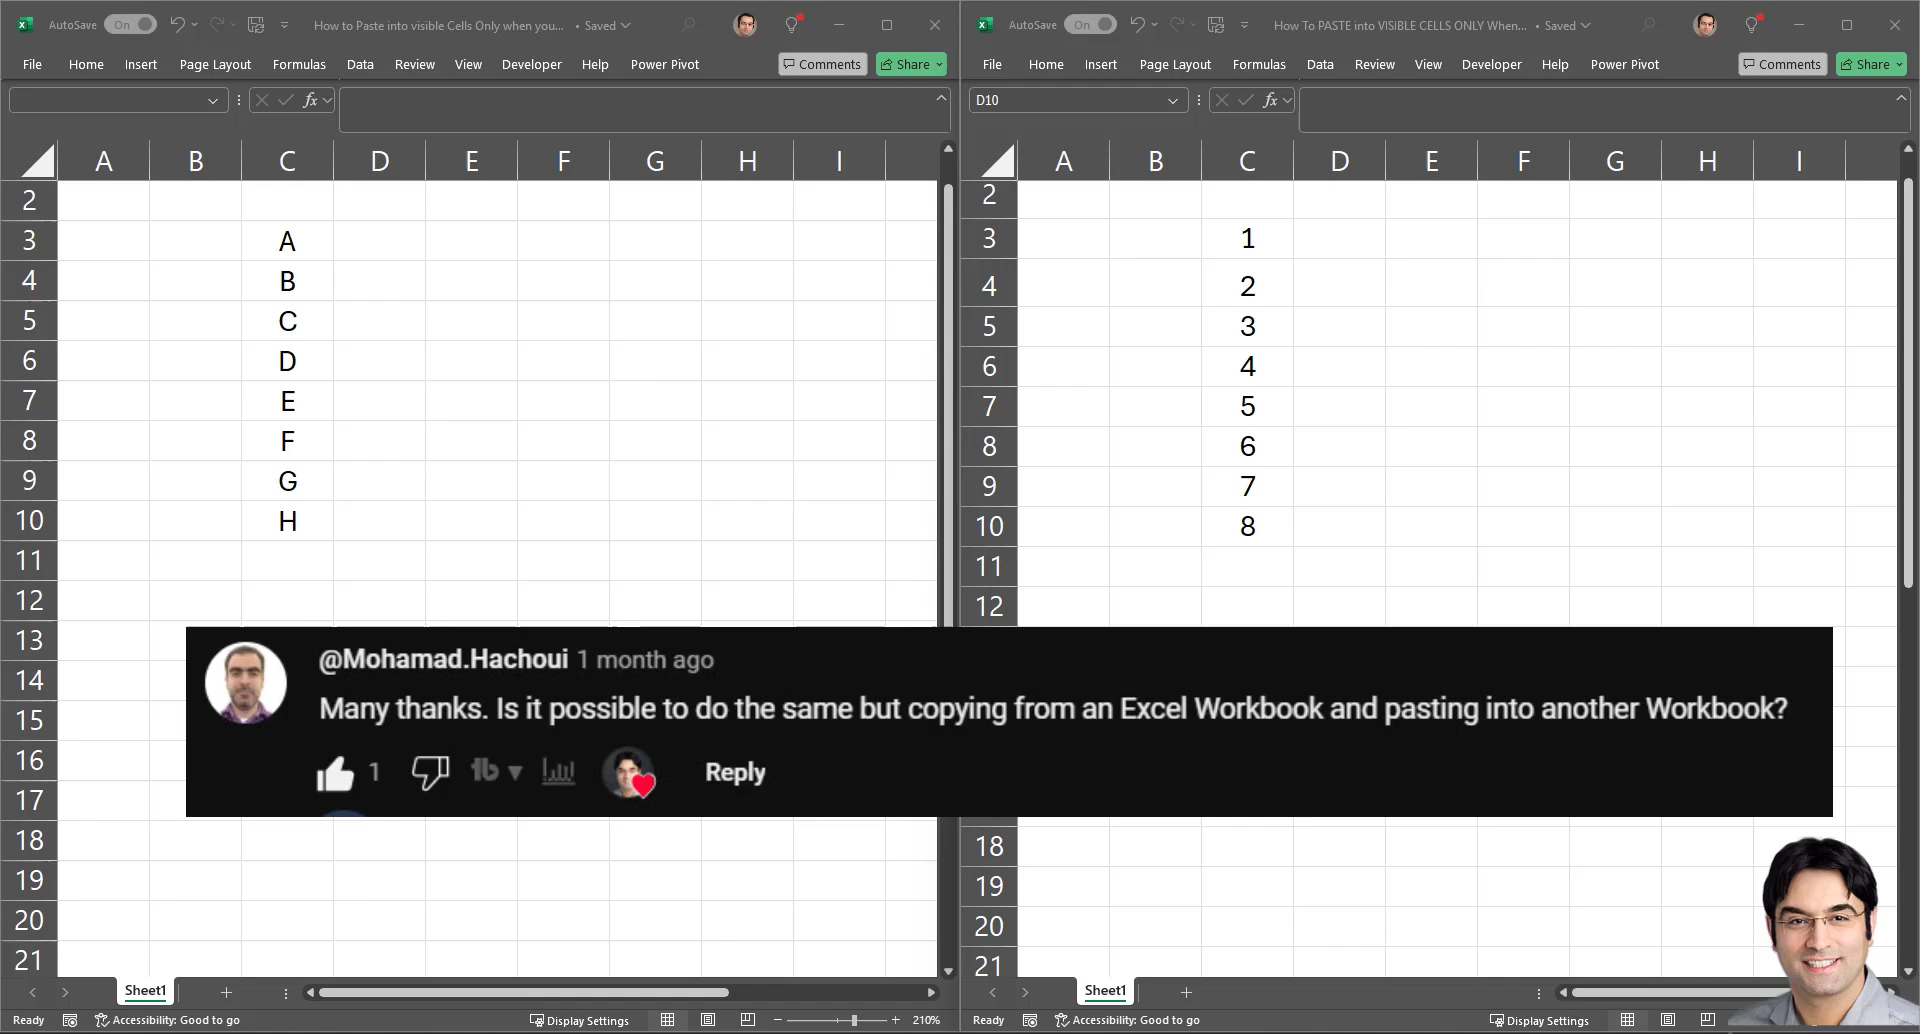 AutoSave On How to Paste into visible Cells Only when you... • Saved
File Home Insert Page Layout Formulas Data Review View Developer Help Power Pivot Comments Share
fx
A B C D E F G H I
2
3 A
4 B
5 C
6 D
7 E
8 F
9 G
10 H
11
12
13
14
15
16
17
18
19
20
21
Sheet1
Ready Accessibility: Good to go Display Settings 210%
AutoSave On How To PASTE into VISIBLE CELLS ONLY When... • Saved
File Home Insert Page Layout Formulas Data Review View Developer Help Power Pivot Comments Share
D10 fx
A B C D E F G H I
2
3 1
4 2
5 3
6 4
7 5
8 6
9 7
10 8
11
12
18
19
20
21
Sheet1
Ready Accessibility: Good to go Display Settings
@Mohamad.Hachoui 1 month ago
Many thanks. Is it possible to do the same but copying from an Excel Workbook and pasting into another Workbook?
1 Reply